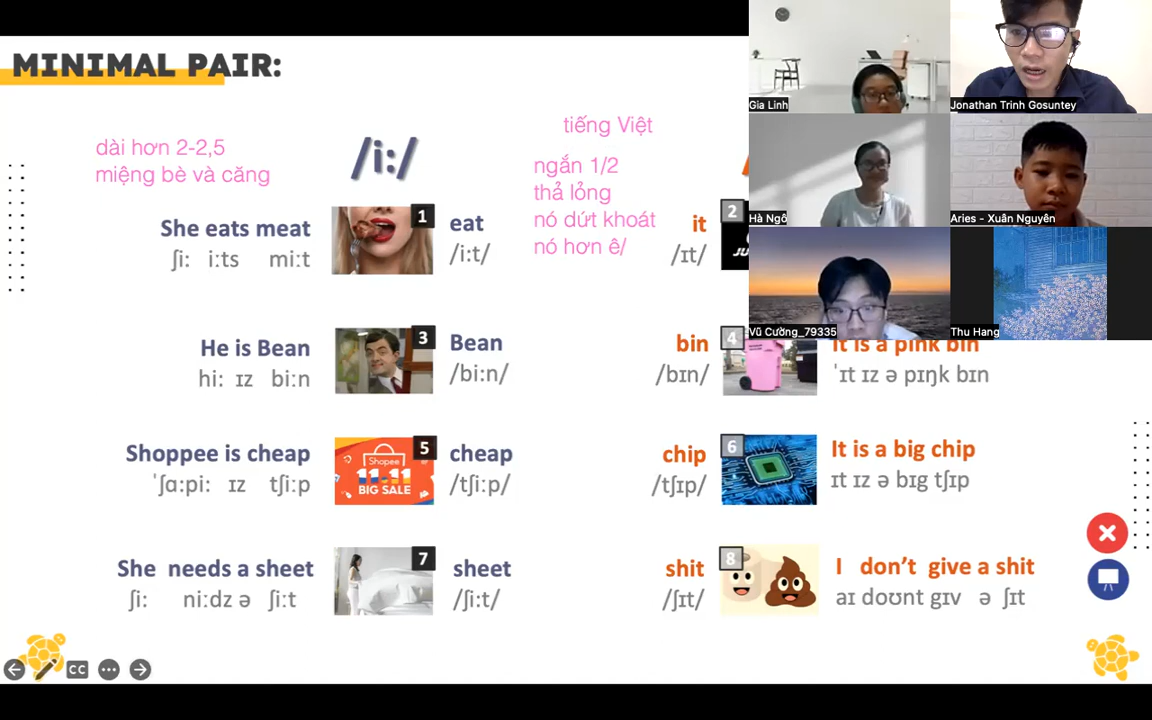 MINIMAL PAIR:
dài hơn 2-2,5
miệng bè và căng
/i:/
tiếng Việt
ngắn 1/2
thả lỏng
nó dứt khoát
nó hơn ê/
She eats meat
ʃi: i:ts mi:t
1
eat
/i:t/
it
/ɪt/
2
He is Bean
hi: ɪz bi:n
3
Bean
/bi:n/
bin
/bɪn/
4
It is a pink bin
ˈɪt ɪz ə pɪŋk bɪn
Shoppee is cheap
ˈʃɑ:pi: ɪz tʃi:p
Shopee
11.11
BIG SALE
5
cheap
/tʃi:p/
chip
/tʃɪp/
6
It is a big chip
ɪt ɪz ə bɪg tʃɪp
She needs a sheet
ʃi: ni:dz ə ʃi:t
7
sheet
/ʃi:t/
shit
/ʃɪt/
8
I don't give a shit
aɪ doʊnt gɪv ə ʃɪt
CC
Gia Linh
Jonathan Trinh Gosuntey
Hà Ngô
Aries - Xuân Nguyên
Vũ Cường_79335
Thu Hang